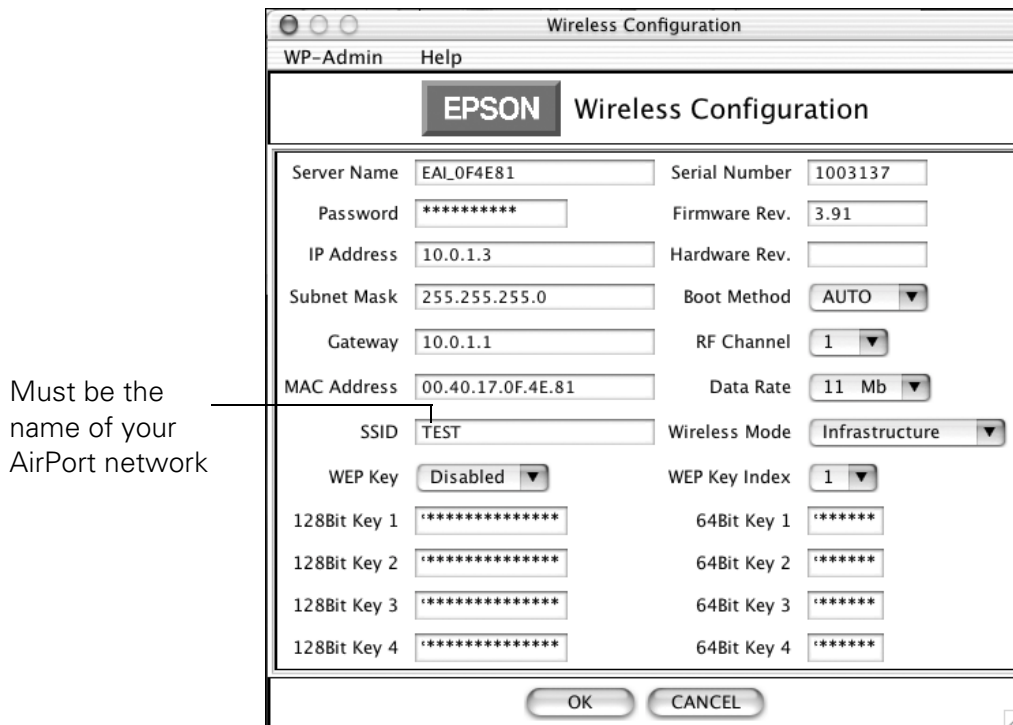 Wireless Configuration
WP-Admin Help
EPSON Wireless Configuration
Server Name EAI_0F4E81 Serial Number 1003137
Password ********** Firmware Rev. 3.91
IP Address 10.0.1.3 Hardware Rev.
Subnet Mask 255.255.255.0 Boot Method AUTO
Gateway 10.0.1.1 RF Channel 1
MAC Address 00.40.17.0F.4E.81 Data Rate 11 Mb
Must be the
name of your
AirPort network
SSID TEST Wireless Mode Infrastructure
WEP Key Disabled WEP Key Index 1
128Bit Key 1 ************** 64Bit Key 1 ******
128Bit Key 2 ************** 64Bit Key 2 ******
128Bit Key 3 ************** 64Bit Key 3 ******
128Bit Key 4 ************** 64Bit Key 4 ******
OK CANCEL